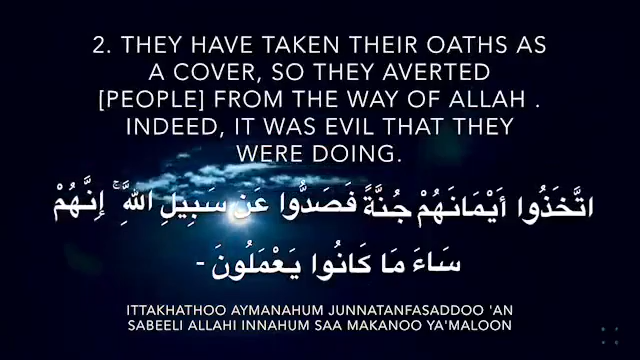 2. THEY HAVE TAKEN THEIR OATHS AS
A COVER, SO THEY AVERTED
[PEOPLE] FROM THE WAY OF ALLAH .
INDEED, IT WAS EVIL THAT THEY
WERE DOING.
اتَّخَذُوا أَيْمَانَهُمْ جُنَّةً فَصَدُّوا عَن سَبِيلِ اللَّهِ ۚ إِنَّهُمْ
سَاءَ مَا كَانُوا يَعْمَلُونَ -
ITTAKHATHOO AYMANAHUM JUNNATANFASADDOO 'AN
SABEELI ALLAHI INNAHUM SAA MAKANOO YA'MALOON